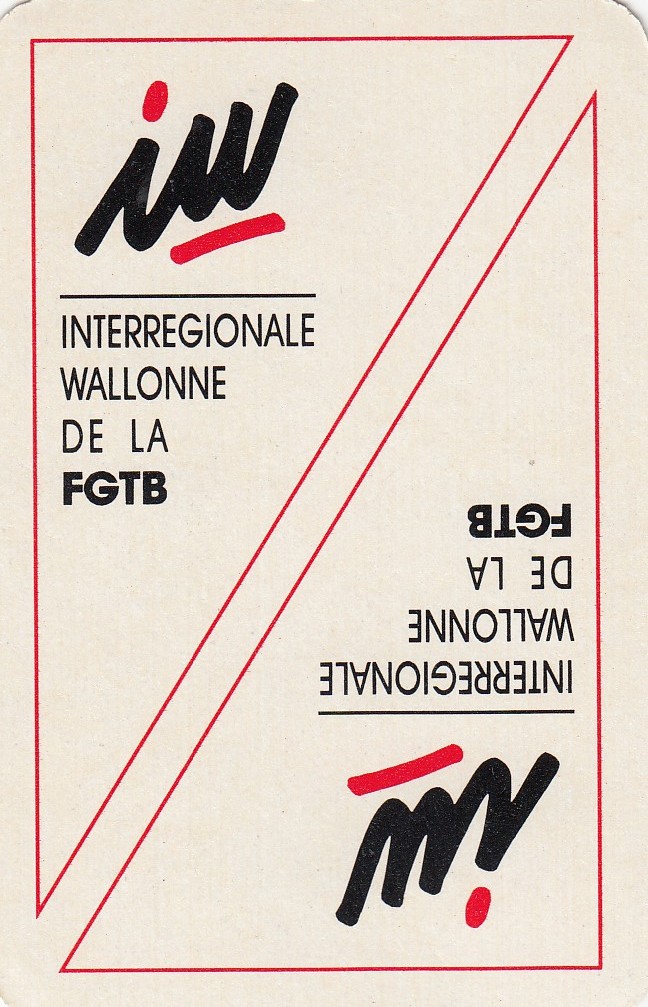 iw
INTERREGIONALE
WALLONNE
DE LA
FGTB
iw
INTERREGIONALE
WALLONNE
DE LA
FGTB